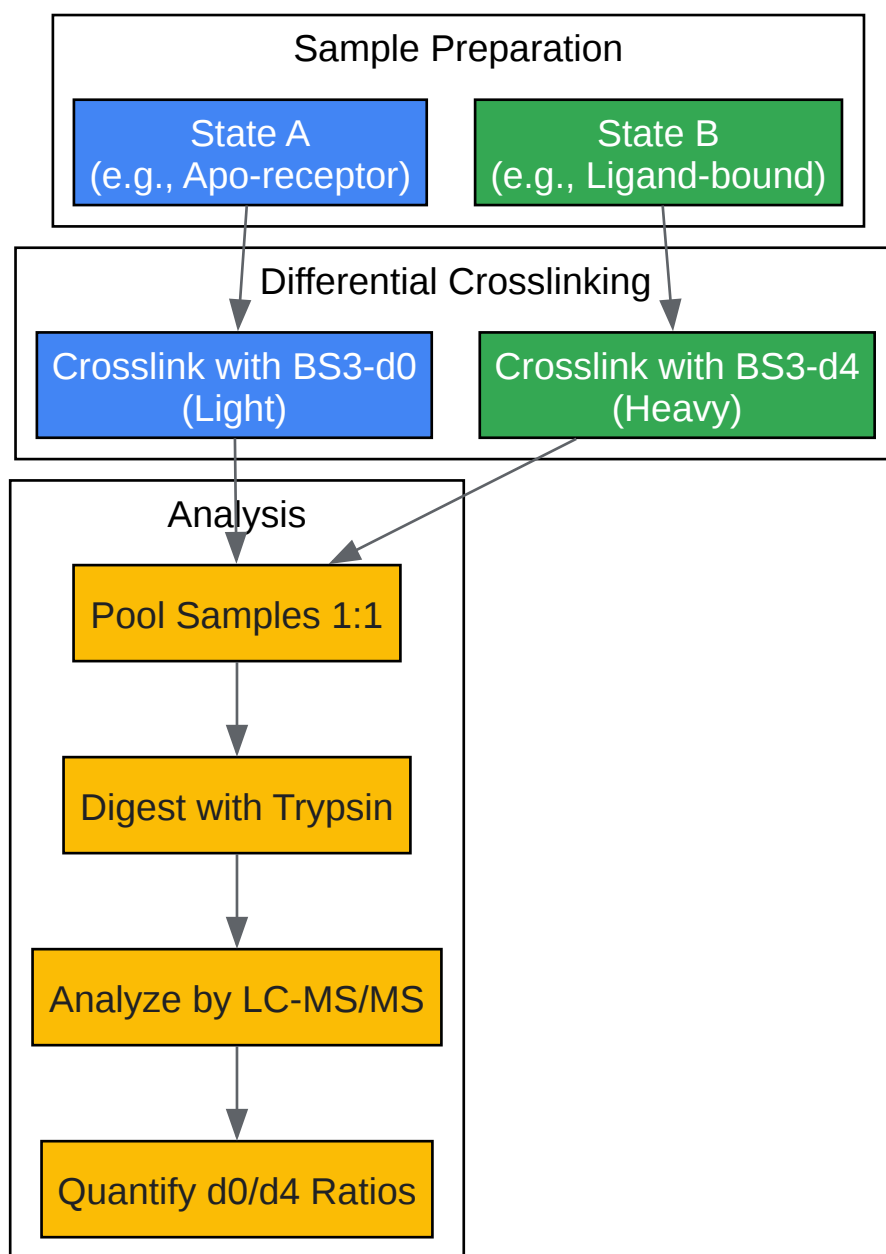 Sample Preparation
State A
(e.g., Apo-receptor)
State B
(e.g., Ligand-bound)
Differential Crosslinking
Crosslink with BS3-d0
(Light)
Crosslink with BS3-d4
(Heavy)
Analysis
Pool Samples 1:1
Digest with Trypsin
Analyze by LC-MS/MS
Quantify d0/d4 Ratios